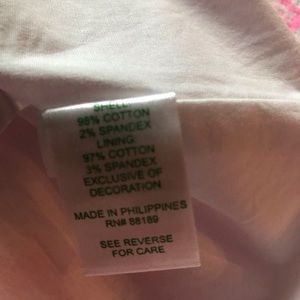 SHELL:
98% COTTON
2% SPANDEX
LINING:
97% COTTON
3% SPANDEX
EXCLUSIVE OF
DECORATION
MADE IN PHILIPPINES
RN# 88189
SEE REVERSE
FOR CARE